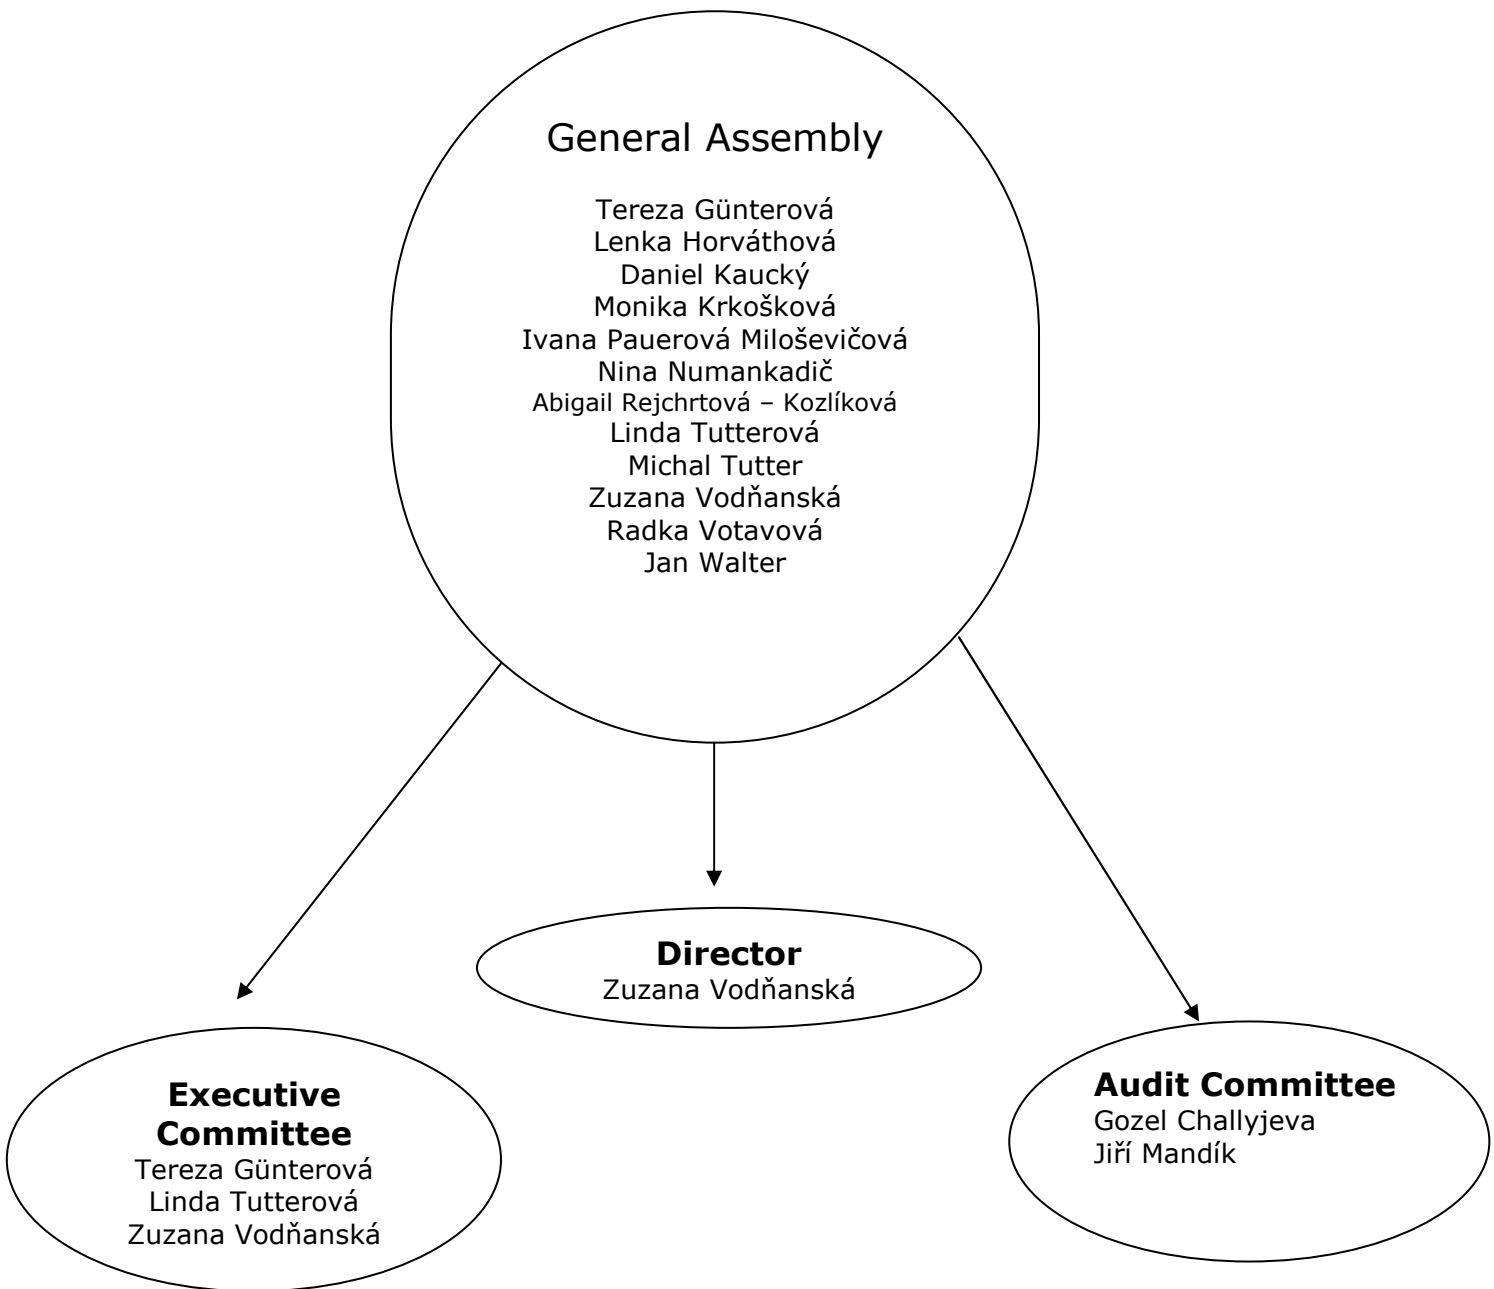 General Assembly
Tereza Günterová
Lenka Horváthová
Daniel Kaucký
Monika Krkošková
Ivana Pauerová Miloševičová
Nina Numankadič
Abigail Rejchrtová – Kozlíková
Linda Tutterová
Michal Tutter
Zuzana Vodňanská
Radka Votavová
Jan Walter
Director
Zuzana Vodňanská
Executive
Committee
Tereza Günterová
Linda Tutterová
Zuzana Vodňanská
Audit Committee
Gozel Challyjeva
Jiří Mandík